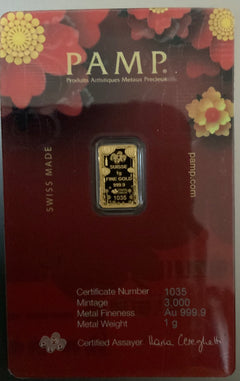 PAMP.
Produits Artistiques Métaux Précieux
SWISS MADE
pamp.com
SUISSE
1g
FINE GOLD
999.9
1035
Certificate Number 1035
Mintage 3,000
Metal Fineness Au 999.9
Metal Weight 1 g
Certified Assayer